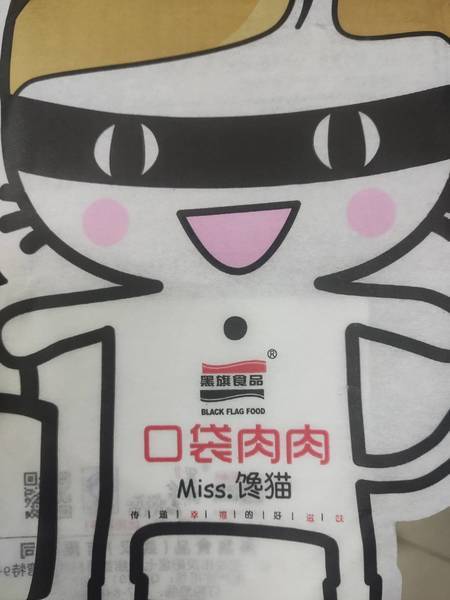 ®
黑旗食品
BLACK FLAG FOOD
口袋肉肉
Miss.馋猫
传|递|幸|福|的|好|滋|味